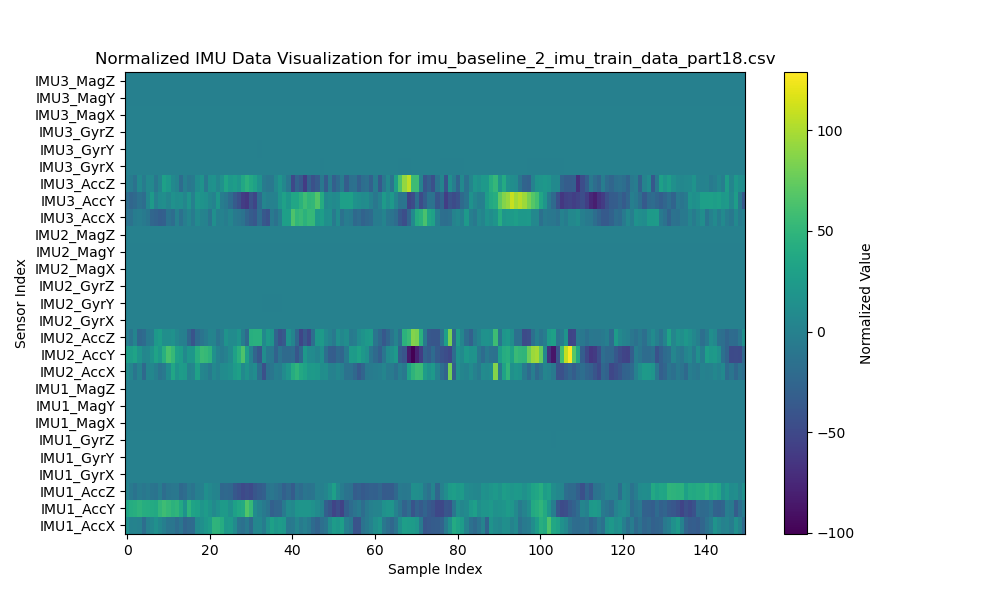 Normalized IMU Data Visualization for imu_baseline_2_imu_train_data_part18.csv
IMU3_MagZ
IMU3_MagY
IMU3_MagX
IMU3_GyrZ
IMU3_GyrY
IMU3_GyrX
IMU3_AccZ
IMU3_AccY
IMU3_AccX
IMU2_MagZ
IMU2_MagY
IMU2_MagX
IMU2_GyrZ
IMU2_GyrY
IMU2_GyrX
IMU2_AccZ
IMU2_AccY
IMU2_AccX
IMU1_MagZ
IMU1_MagY
IMU1_MagX
IMU1_GyrZ
IMU1_GyrY
IMU1_GyrX
IMU1_AccZ
IMU1_AccY
IMU1_AccX
Sensor Index
0 20 40 60 80 100 120 140
Sample Index
100
50
0
−50
−100
Normalized Value